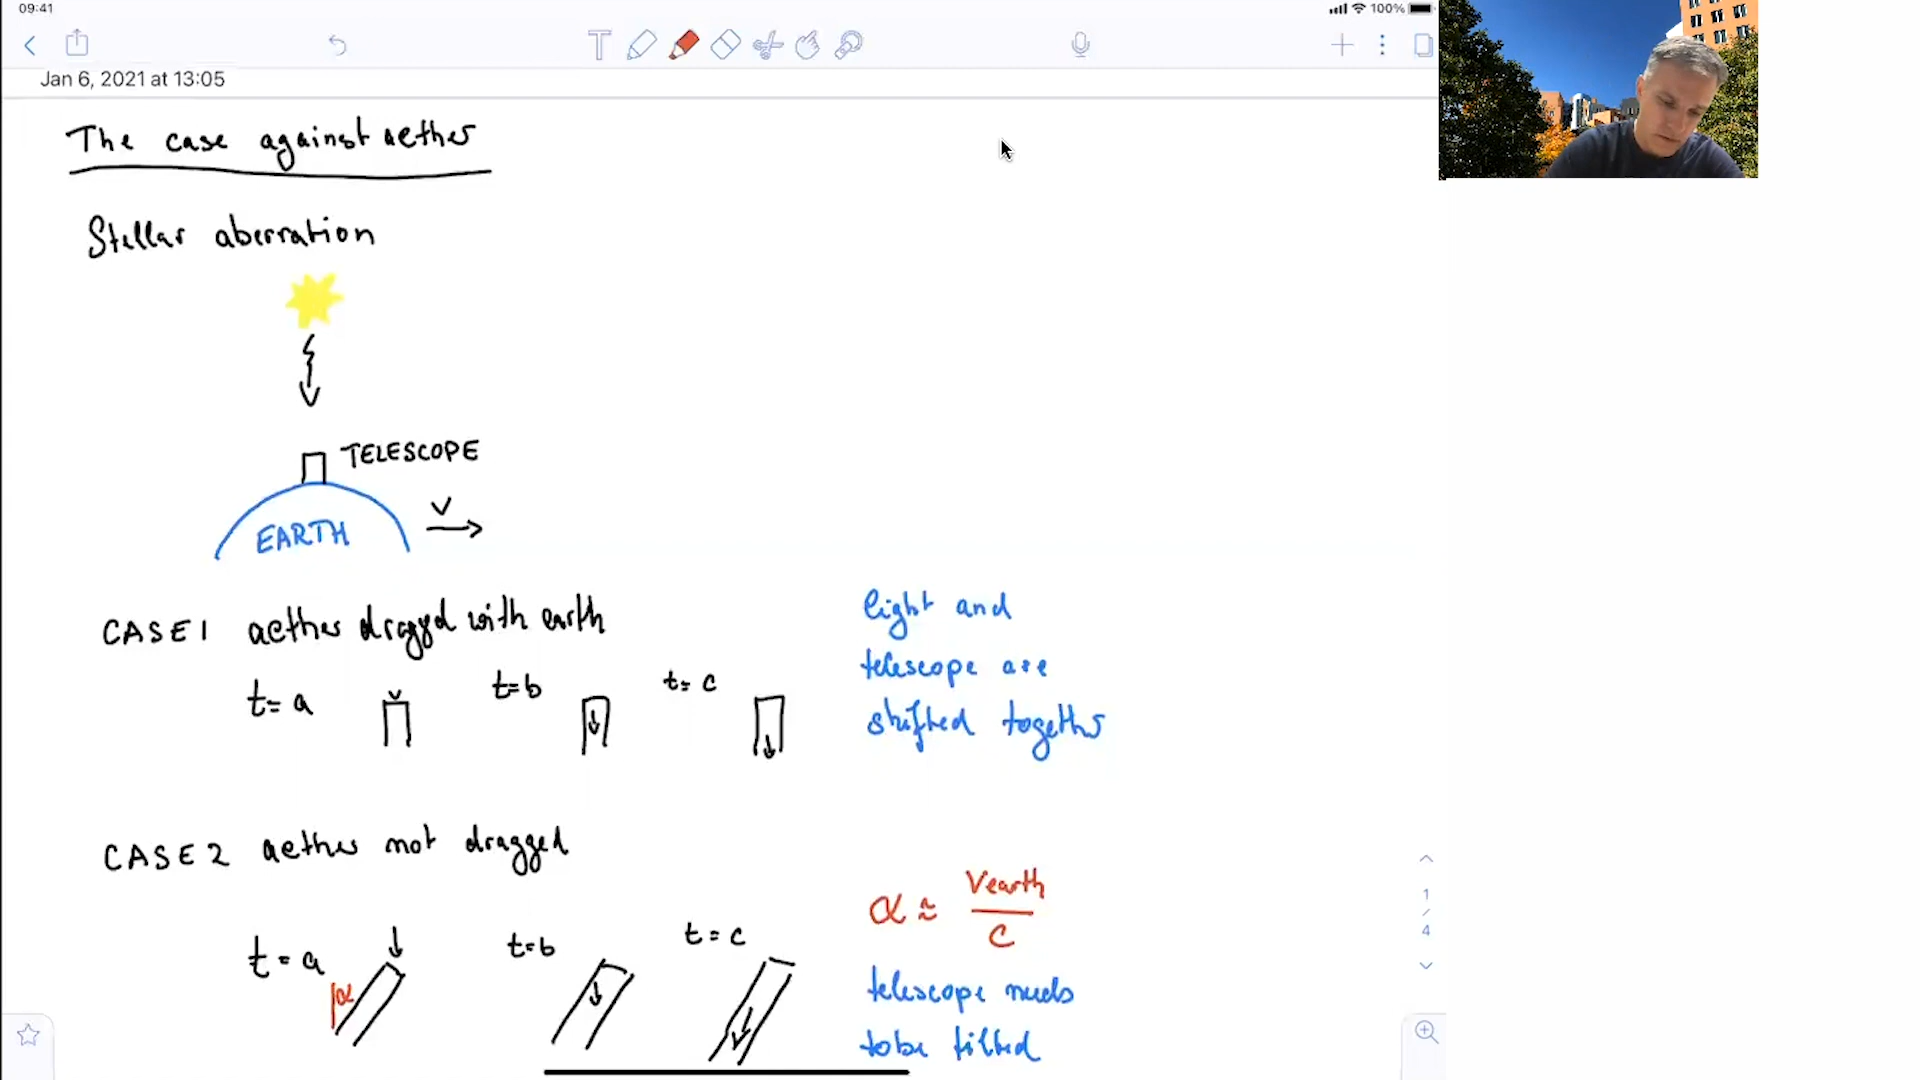 09:41
100%
T
Jan 6, 2021 at 13:05
The case against aether
Stellar aberration
TELESCOPE
EARTH
v
CASE 1 aether dragged with earth
t = a
t = b
t = c
light and
telescope are
shifted together
CASE 2 aether not dragged
t = a
α
t = b
t = c
α ≈ Vearth / c
telescope needs
to be tilted
1
/
4